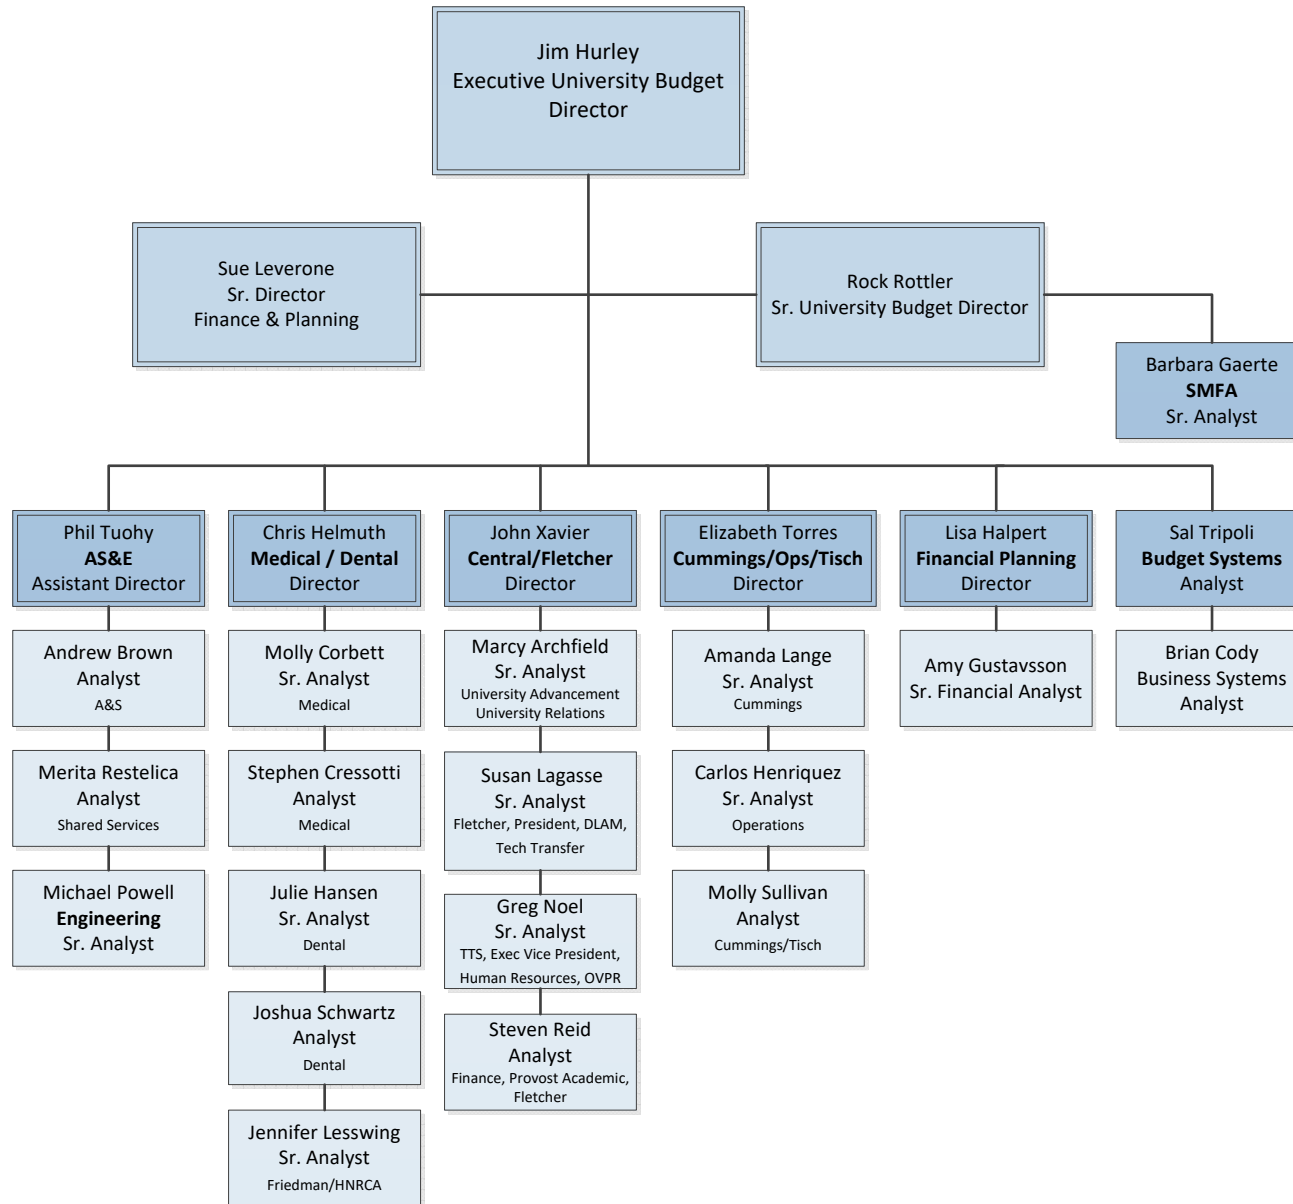 Jim Hurley
Executive University Budget
Director
Sue Leverone
Sr. Director
Finance & Planning
Rock Rottler
Sr. University Budget Director
Barbara Gaerte
SMFA
Sr. Analyst
Phil Tuohy
AS&E
Assistant Director
Chris Helmuth
Medical / Dental
Director
John Xavier
Central/Fletcher
Director
Elizabeth Torres
Cummings/Ops/Tisch
Director
Lisa Halpert
Financial Planning
Director
Sal Tripoli
Budget Systems
Analyst
Andrew Brown
Analyst
A&S
Merita Restelica
Analyst
Shared Services
Michael Powell
Engineering
Sr. Analyst
Molly Corbett
Sr. Analyst
Medical
Stephen Cressotti
Analyst
Medical
Julie Hansen
Sr. Analyst
Dental
Joshua Schwartz
Analyst
Dental
Jennifer Lesswing
Sr. Analyst
Friedman/HNRCA
Marcy Archfield
Sr. Analyst
University Advancement
University Relations
Susan Lagasse
Sr. Analyst
Fletcher, President, DLAM,
Tech Transfer
Greg Noel
Sr. Analyst
TTS, Exec Vice President,
Human Resources, OVPR
Steven Reid
Analyst
Finance, Provost Academic,
Fletcher
Amanda Lange
Sr. Analyst
Cummings
Carlos Henriquez
Sr. Analyst
Operations
Molly Sullivan
Analyst
Cummings/Tisch
Amy Gustavsson
Sr. Financial Analyst
Brian Cody
Business Systems
Analyst